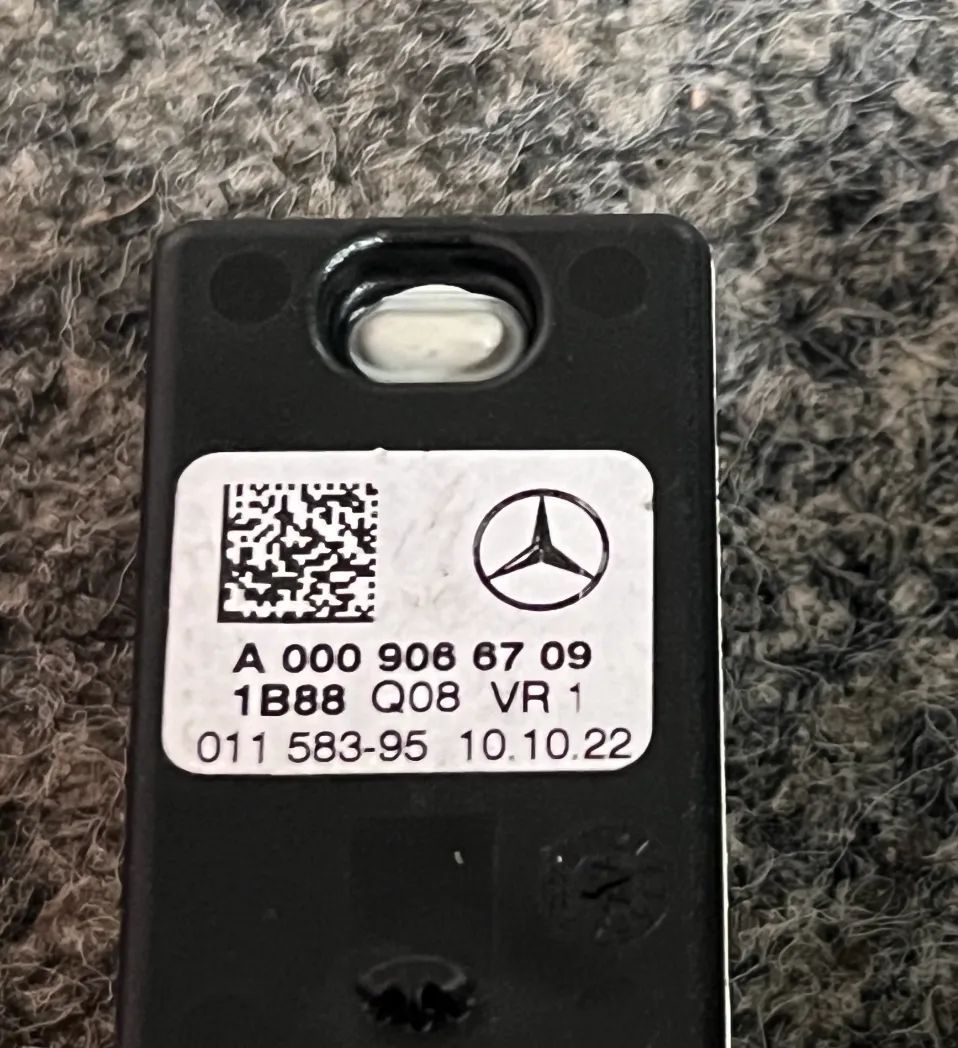 A 000 906 67 09
1B88 Q08 VR 1
011 583-95 10.10.22